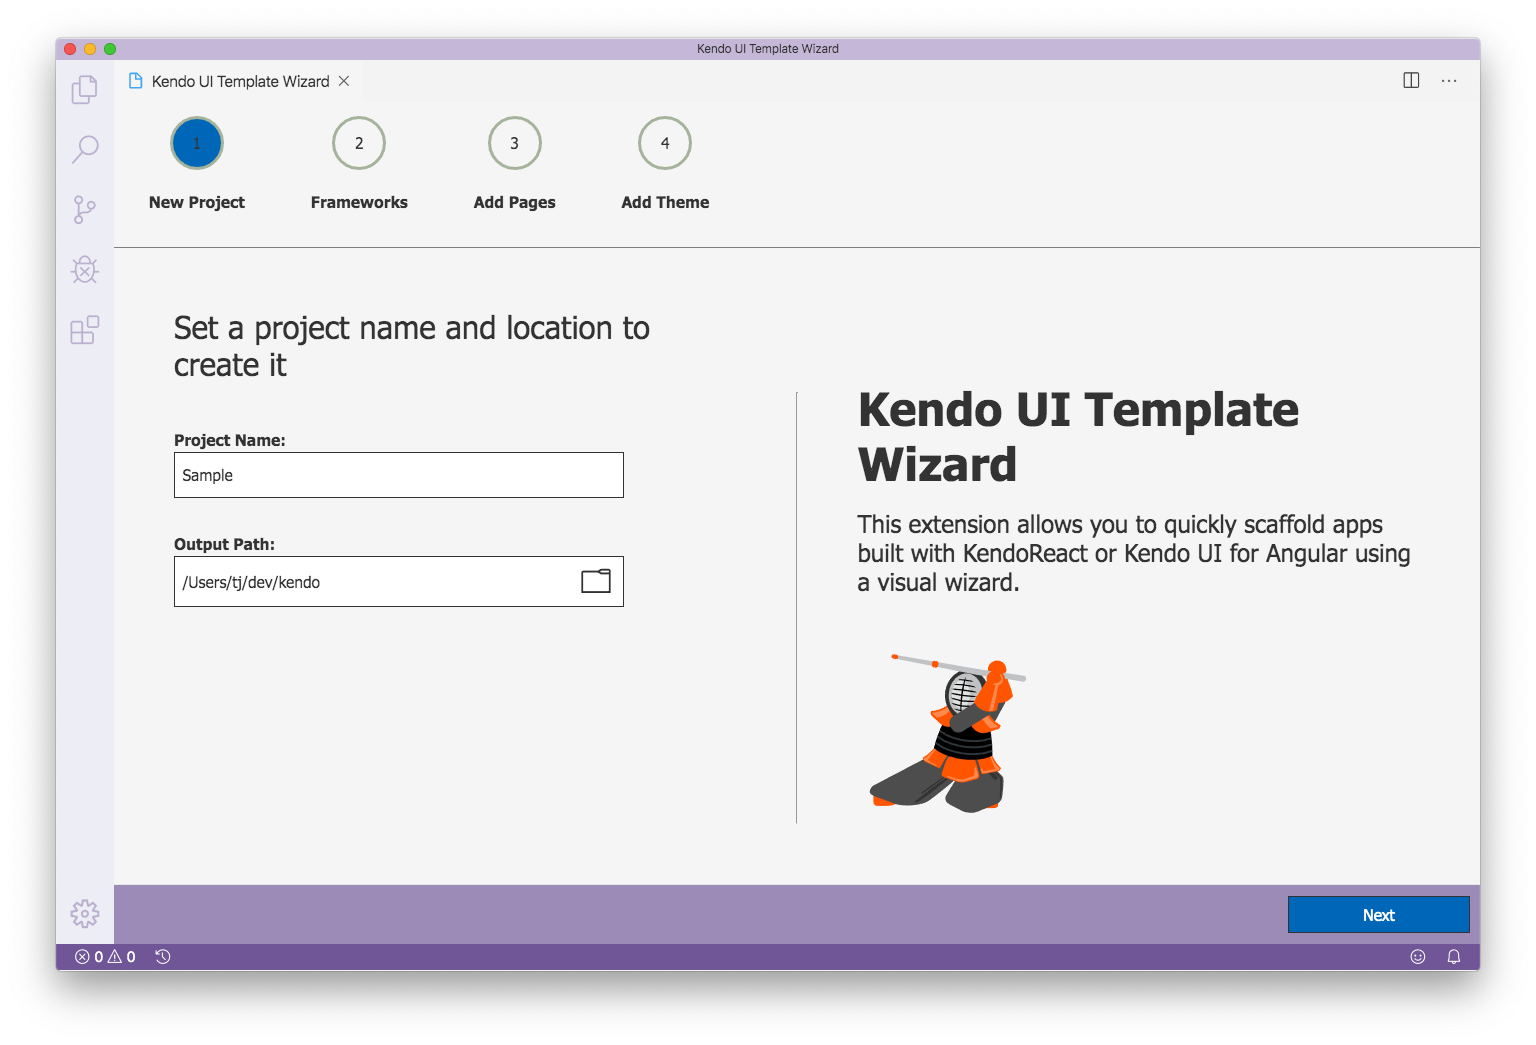 Kendo UI Template Wizard
Kendo UI Template Wizard
1
2
3
4
New Project
Frameworks
Add Pages
Add Theme
Set a project name and location to
create it
Project Name:
Sample
Output Path:
/Users/tj/dev/kendo
Kendo UI Template
Wizard
This extension allows you to quickly scaffold apps
built with KendoReact or Kendo UI for Angular using
a visual wizard.
Next
0 0